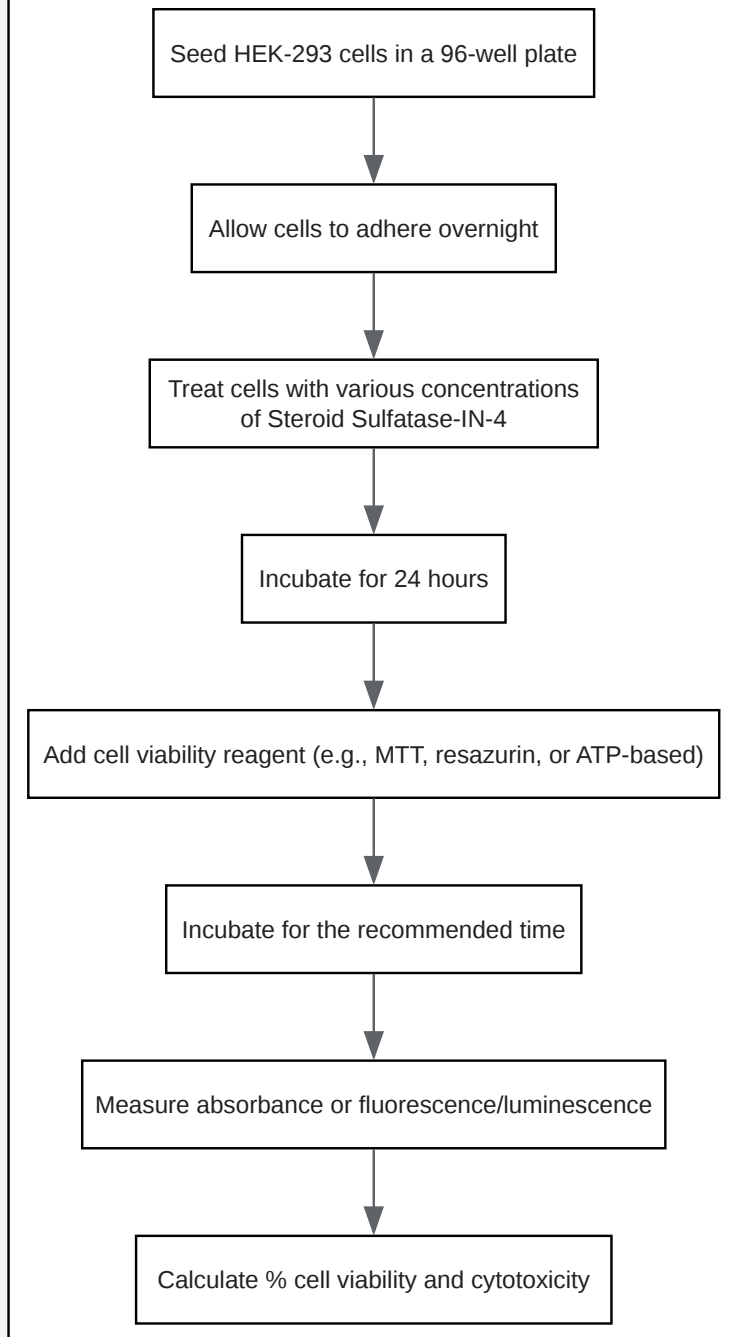 Seed HEK-293 cells in a 96-well plate
Allow cells to adhere overnight
Treat cells with various concentrations
of Steroid Sulfatase-IN-4
Incubate for 24 hours
Add cell viability reagent (e.g., MTT, resazurin, or ATP-based)
Incubate for the recommended time
Measure absorbance or fluorescence/luminescence
Calculate % cell viability and cytotoxicity